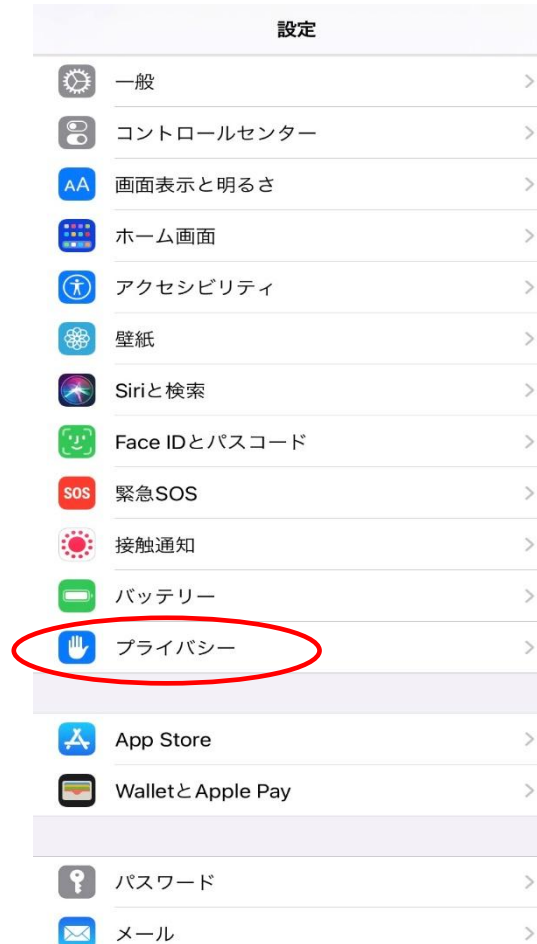 設定
一般
コントロールセンター
AA 画面表示と明るさ
ホーム画面
アクセシビリティ
壁紙
Siriと検索
Face IDとパスコード
SOS 緊急SOS
接触通知
バッテリー
プライバシー
App Store
WalletとApple Pay
パスワード
メール